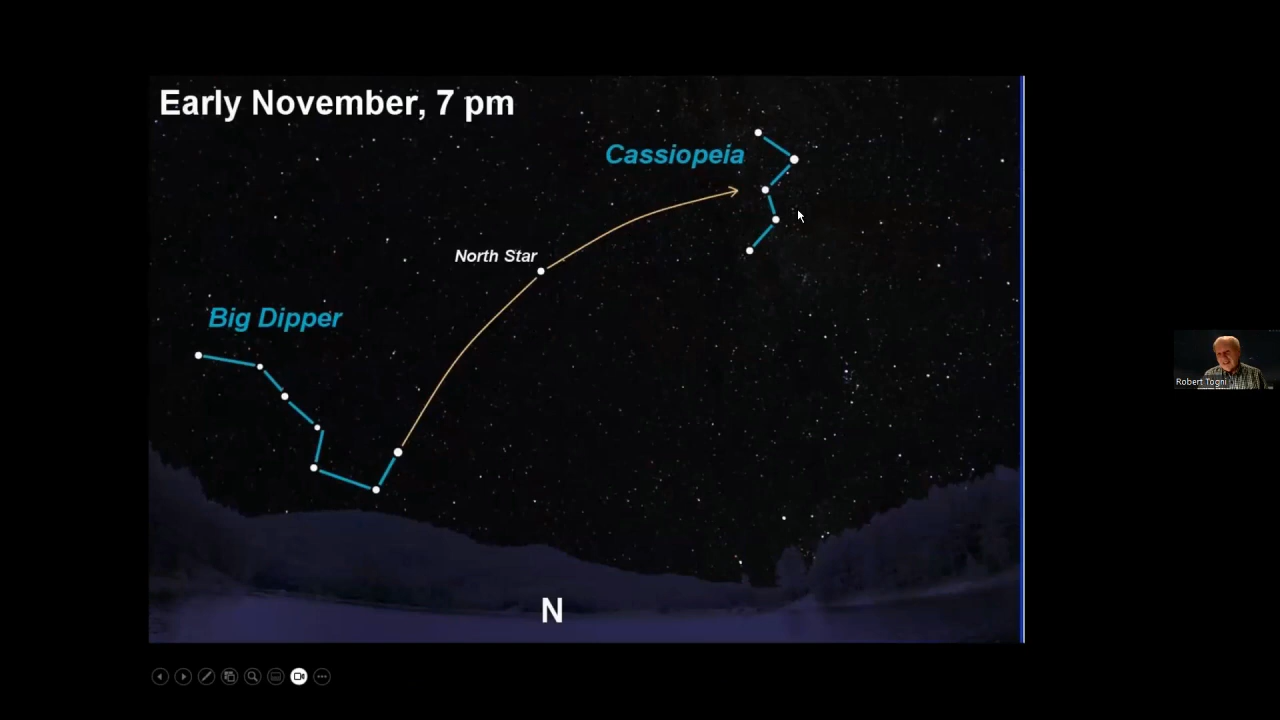 Early November, 7 pm
Cassiopeia
North Star
Big Dipper
N
Robert Togni